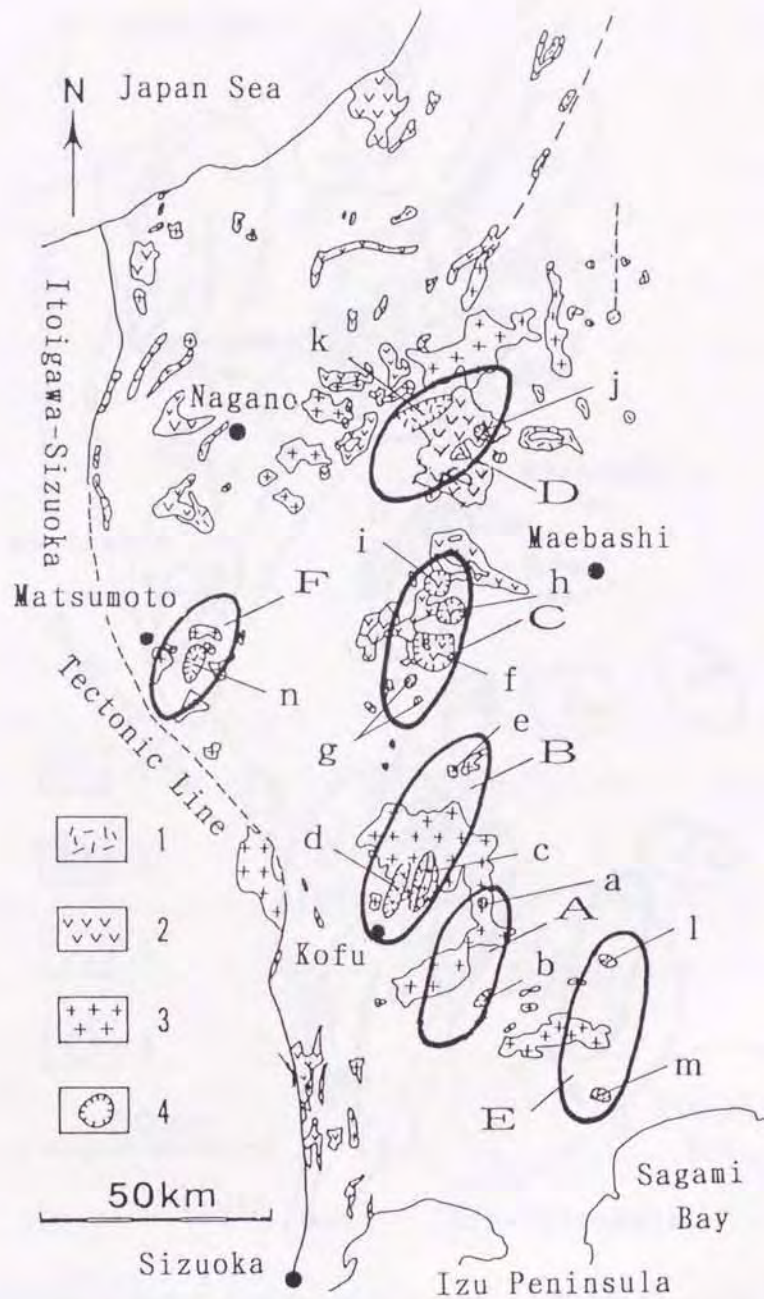 N
Japan Sea
Itoigawa-Sizuoka
Tectonic Line
k
Nagano
j
D
i
Maebashi
h
Matsumoto
F
C
f
n
g
e
B
d
c
a
A
Kofu
b
l
m
E
1
2
3
4
50km
Sagami
Bay
Sizuoka
Izu Peninsula